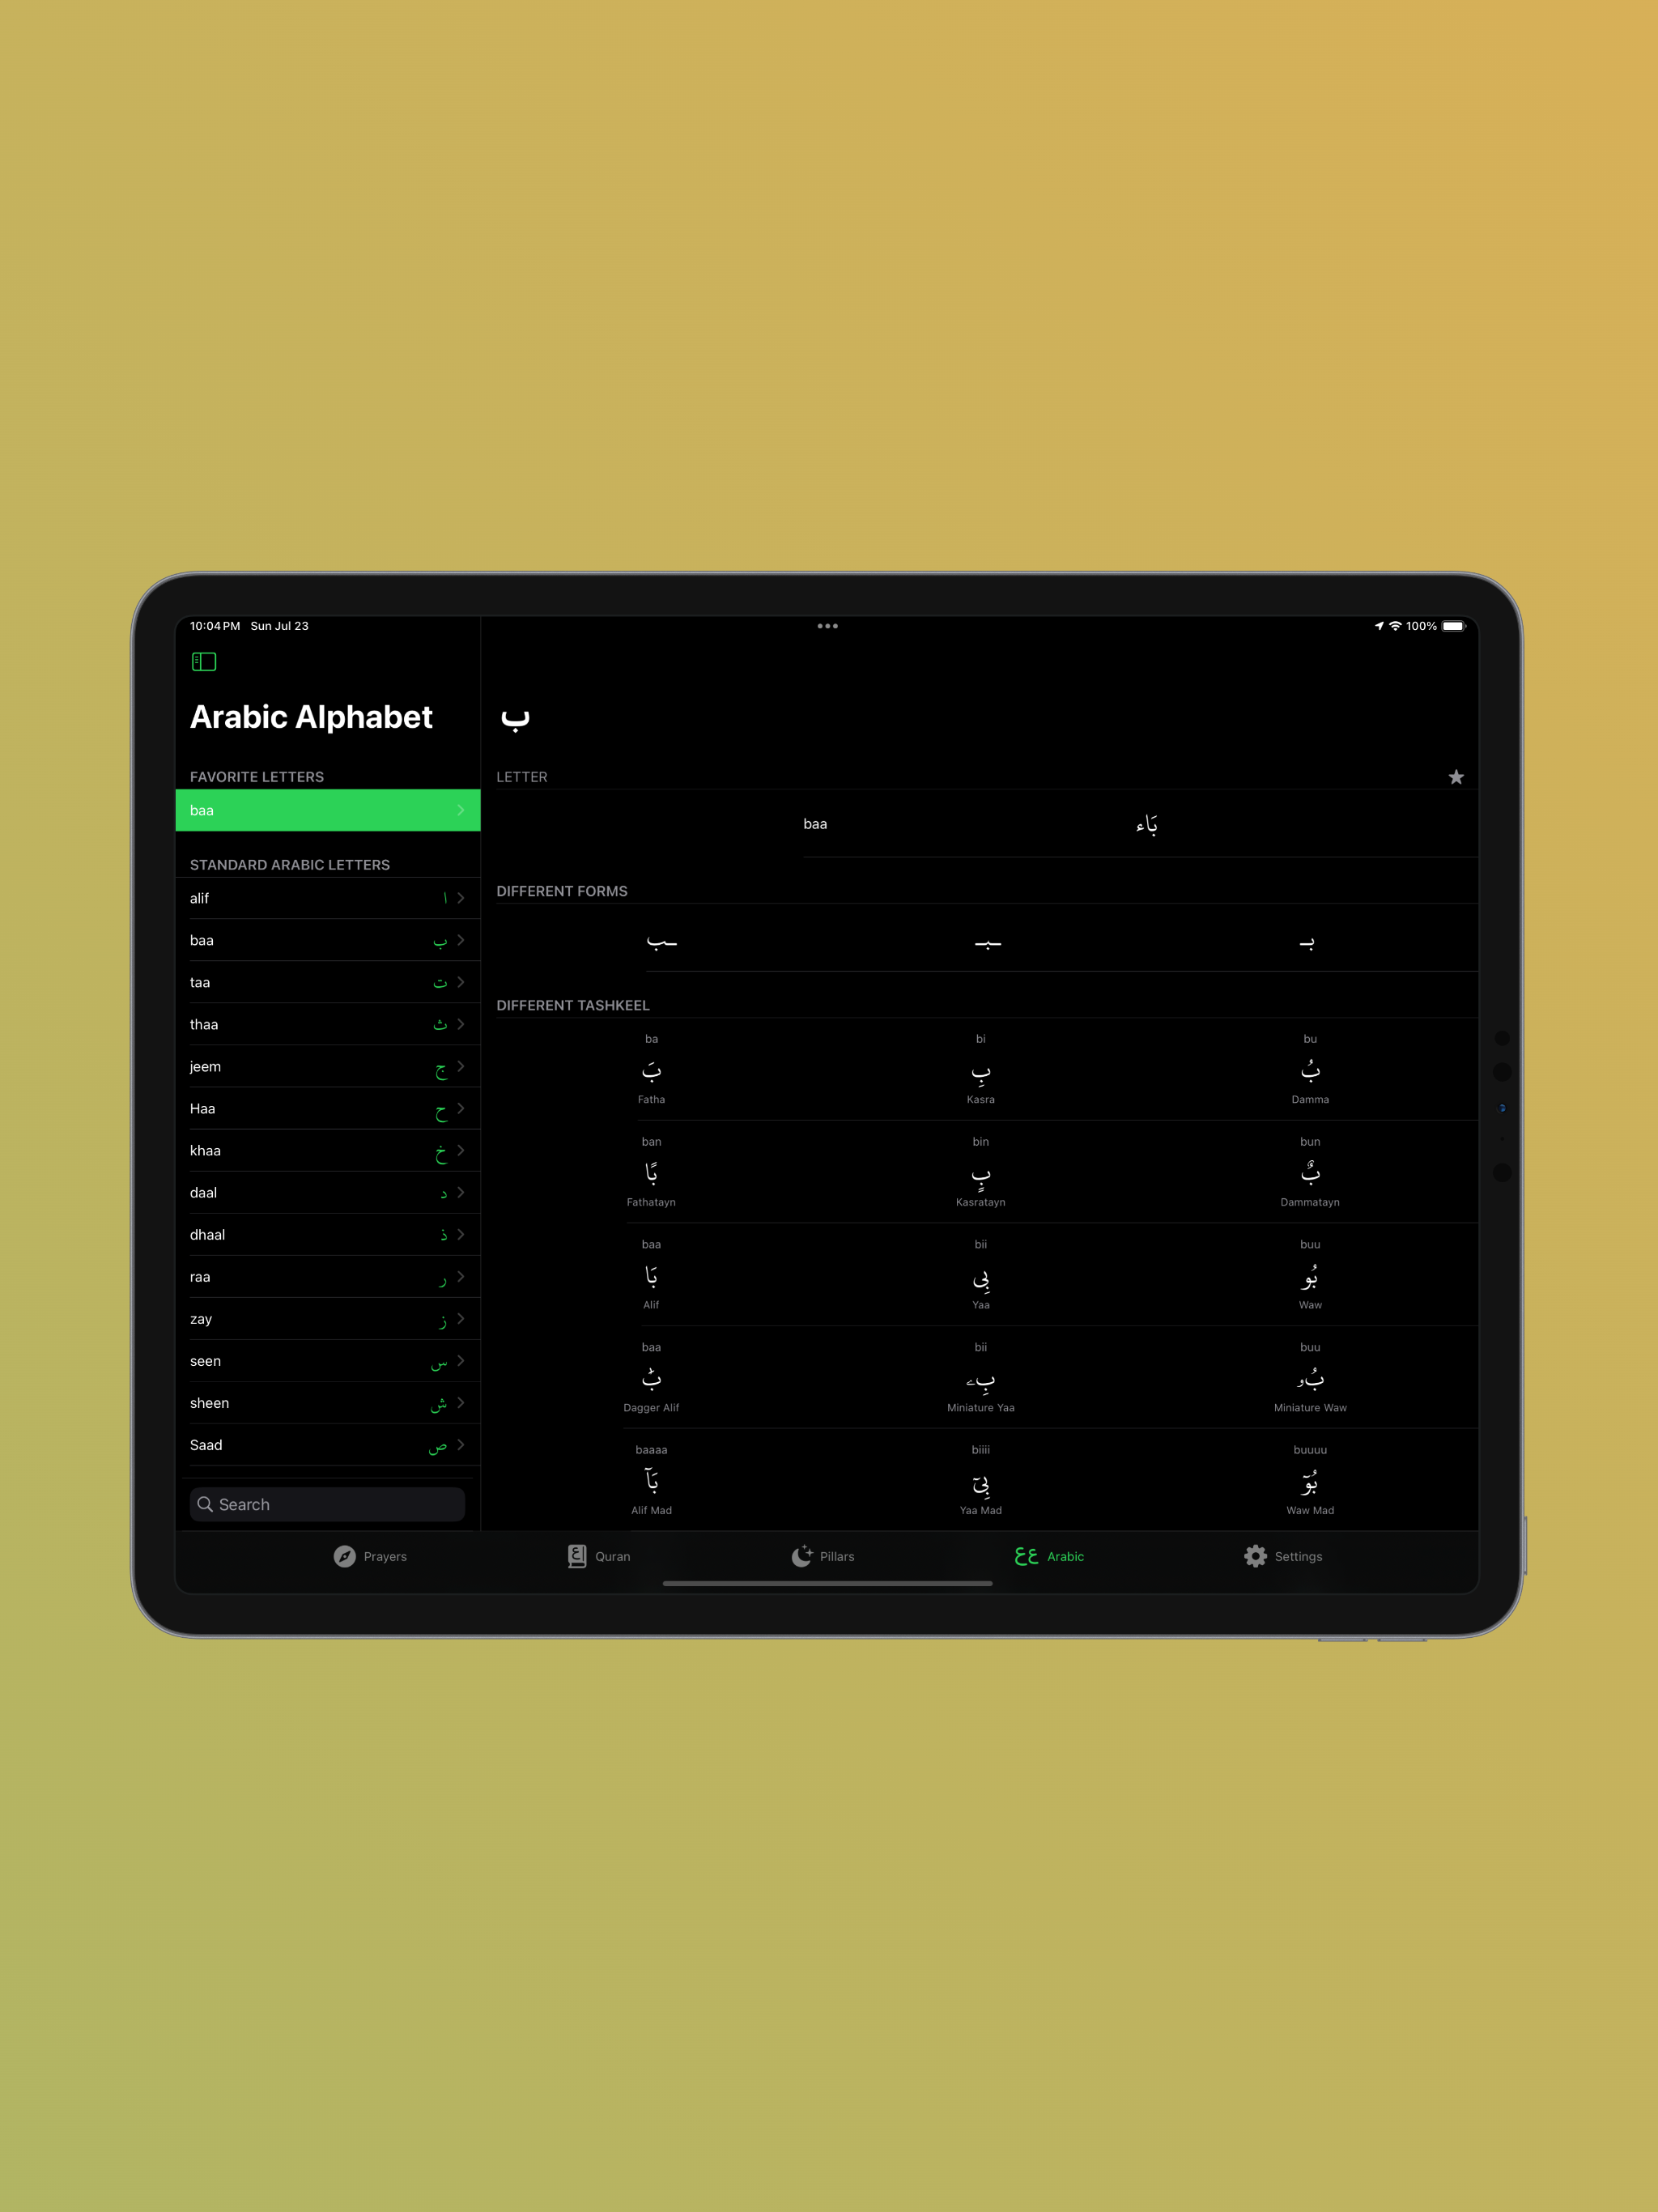 10:04 PM Sun Jul 23
100%
Arabic Alphabet
FAVORITE LETTERS
baa
STANDARD ARABIC LETTERS
alif ا
baa ب
taa ت
thaa ث
jeem ج
Haa ح
khaa خ
daal د
dhaal ذ
raa ر
zay ز
seen س
sheen ش
Saad ص
Search
ب
LETTER
baa بَاء
DIFFERENT FORMS
ـب ـبـ بـ
DIFFERENT TASHKEEL
ba bi bu
بَ بِ بُ
Fatha Kasra Damma
ban bin bun
بًا بٍ بٌ
Fathatayn Kasratayn Dammatayn
baa bii buu
بَا بِي بُو
Alif Yaa Waw
baa bii buu
بٰ بِے بُو
Dagger Alif Miniature Yaa Miniature Waw
baaaa biiii buuuu
بَآ بِيٓ بُوٓ
Alif Mad Yaa Mad Waw Mad
Prayers Quran Pillars عع Arabic Settings